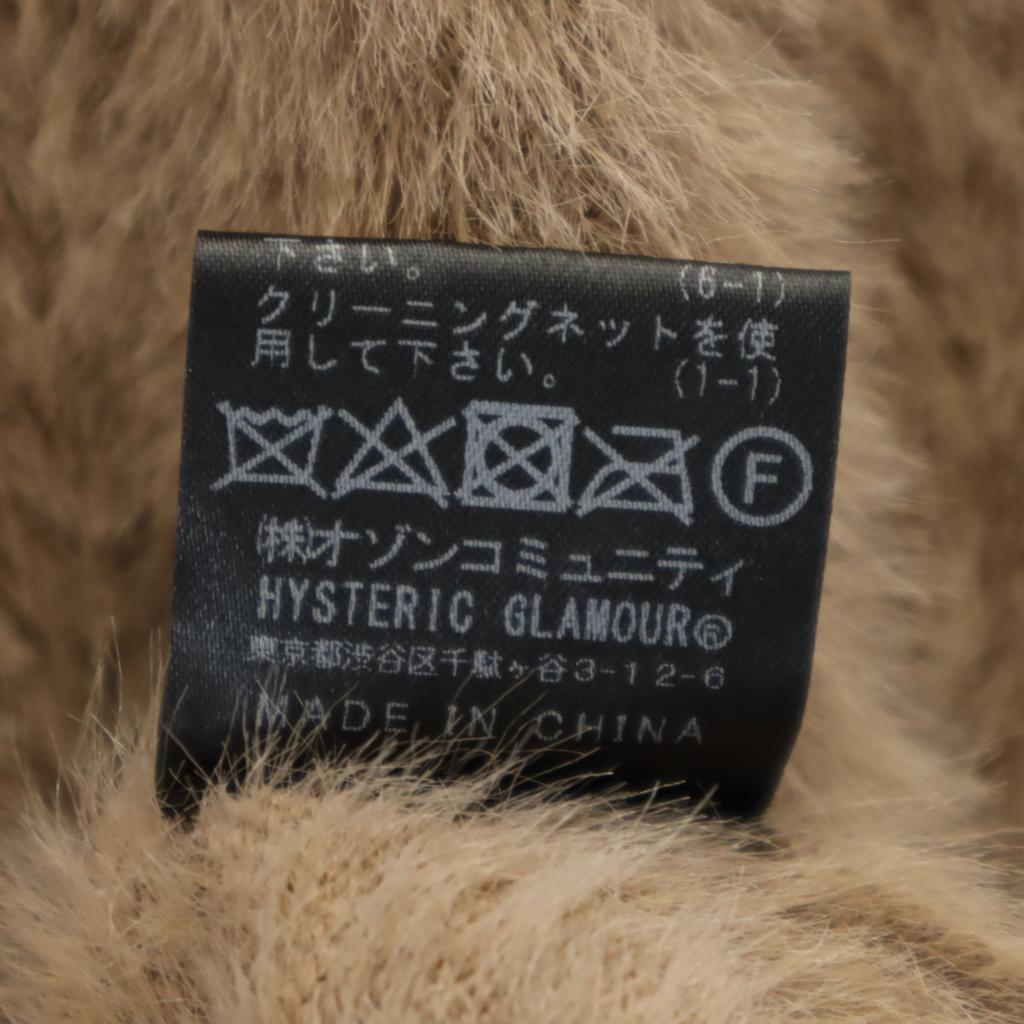 下さい。 (6-1)
クリーニングネットを使
用して下さい。 (1-1)
Ⓕ
(株)オゾンコミュニティ
HYSTERIC GLAMOUR®
東京都渋谷区千駄ヶ谷3-12-6
MADE IN CHINA